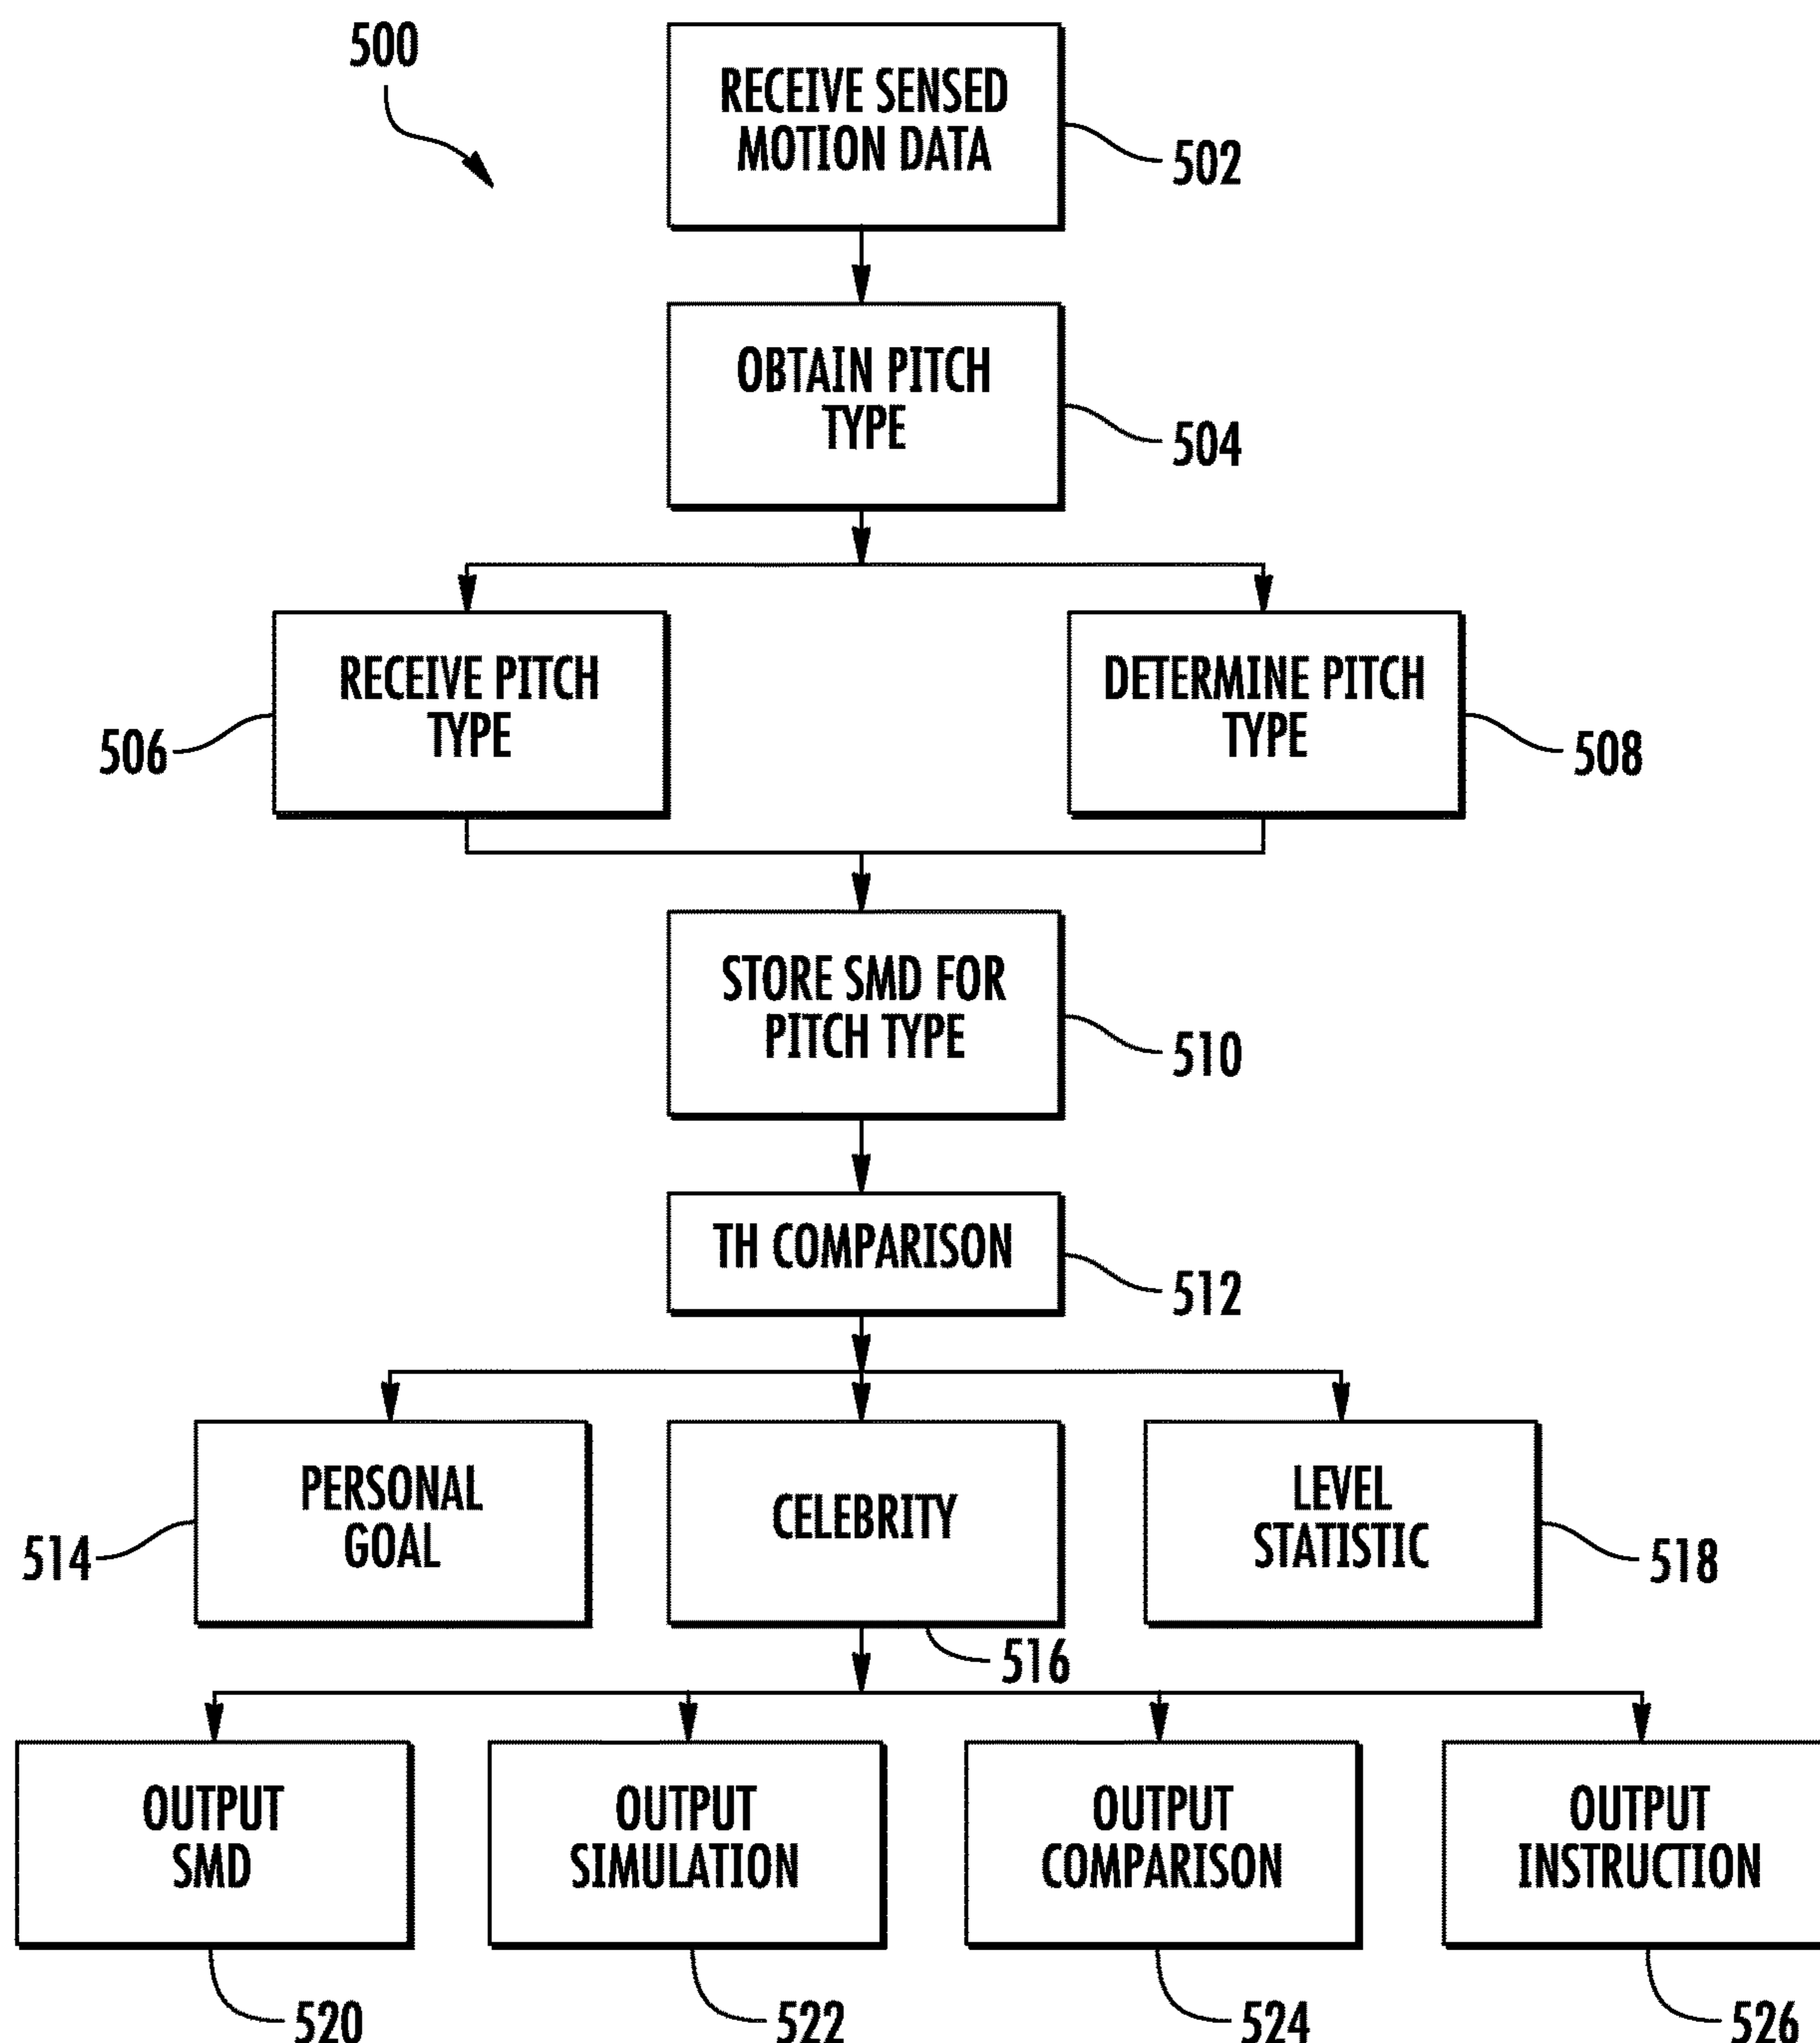 500
RECEIVE SENSED
MOTION DATA
502
OBTAIN PITCH
TYPE
504
RECEIVE PITCH
TYPE
506
DETERMINE PITCH
TYPE
508
STORE SMD FOR
PITCH TYPE
510
TH COMPARISON
512
PERSONAL
GOAL
514
CELEBRITY
516
LEVEL
STATISTIC
518
OUTPUT
SMD
520
OUTPUT
SIMULATION
522
OUTPUT
COMPARISON
524
OUTPUT
INSTRUCTION
526